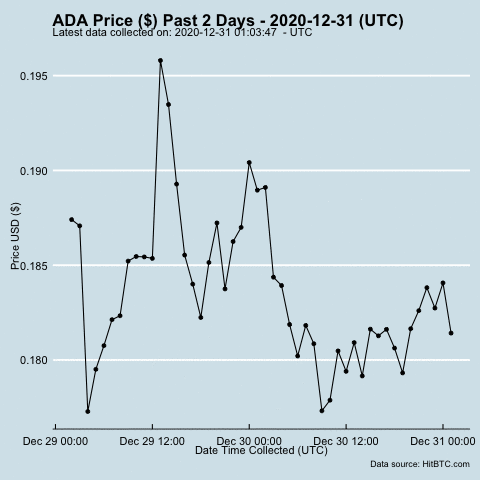 ADA Price ($) Past 2 Days - 2020-12-31 (UTC)
Latest data collected on: 2020-12-31 01:03:47  - UTC
0.195
0.190
0.185
0.180
Price USD ($)
Dec 29 00:00 Dec 29 12:00 Dec 30 00:00 Dec 30 12:00 Dec 31 00:00
Date Time Collected (UTC)
Data source: HitBTC.com